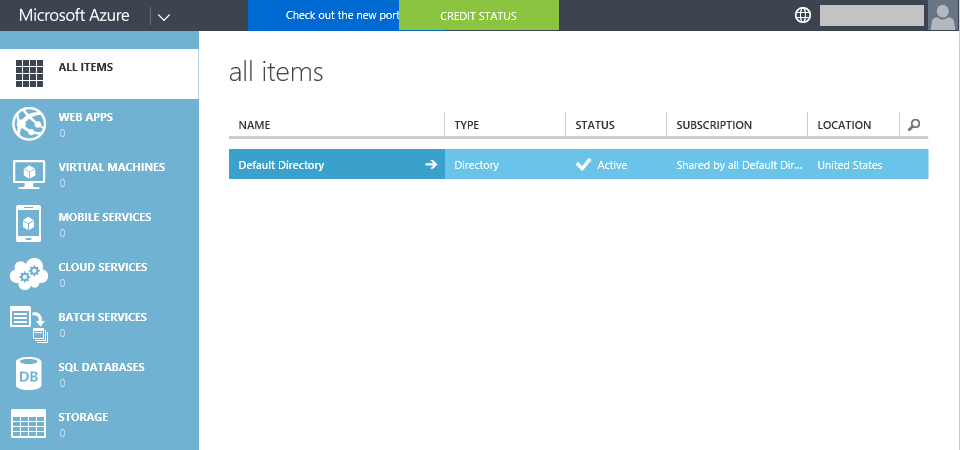 Microsoft Azure
Check out the new port
CREDIT STATUS
ALL ITEMS
WEB APPS
0
VIRTUAL MACHINES
0
MOBILE SERVICES
0
CLOUD SERVICES
0
BATCH SERVICES
0
DB
SQL DATABASES
0
STORAGE
0
all items
NAME TYPE STATUS SUBSCRIPTION LOCATION
Default Directory Directory Active Shared by all Default Dir... United States